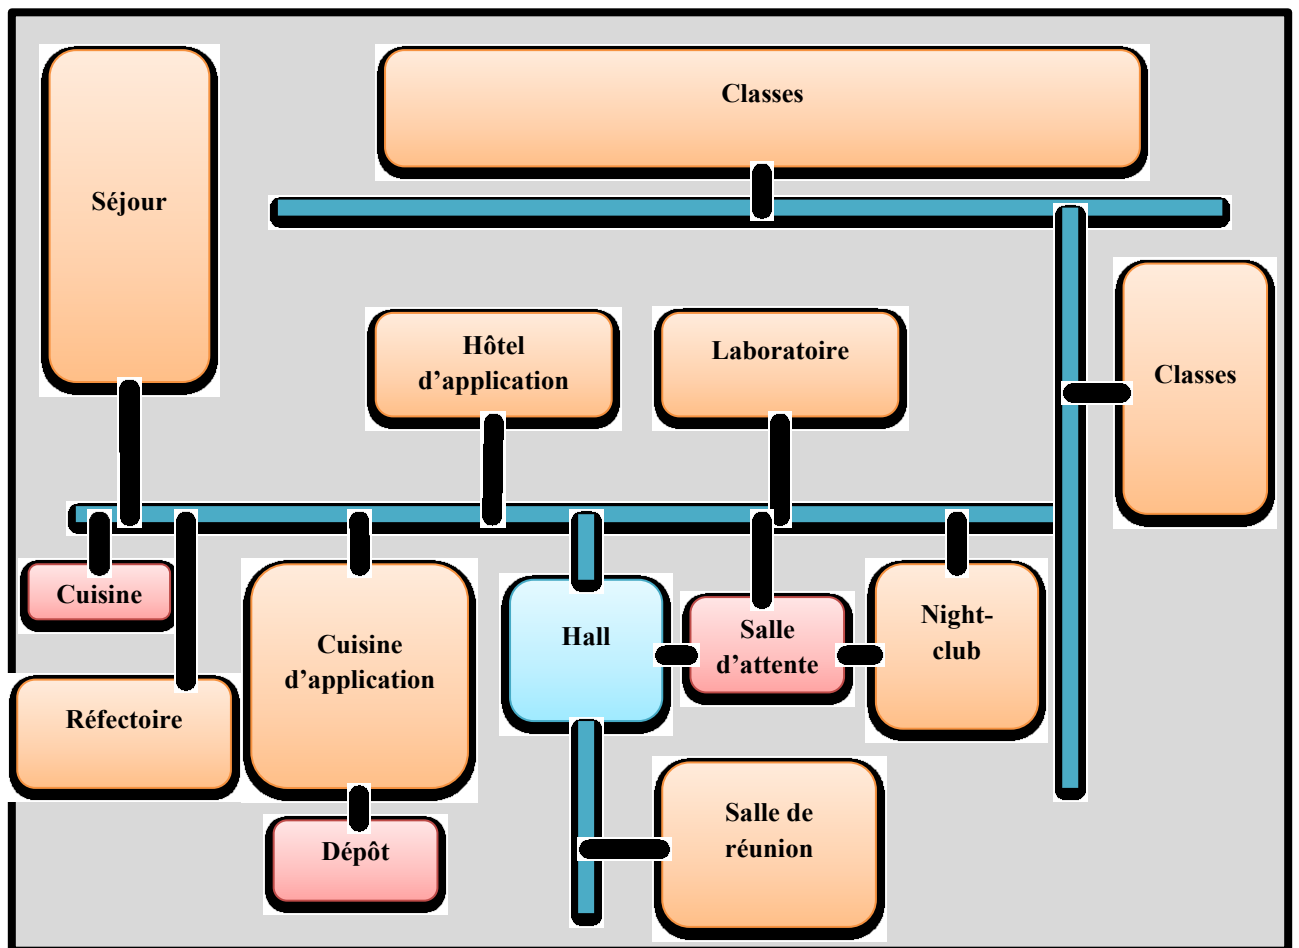 Classes
Séjour
Hôtel
d’application
Laboratoire
Classes
Cuisine
Cuisine
d’application
Hall
Salle
d’attente
Night-
club
Réfectoire
Salle de
réunion
Dépôt